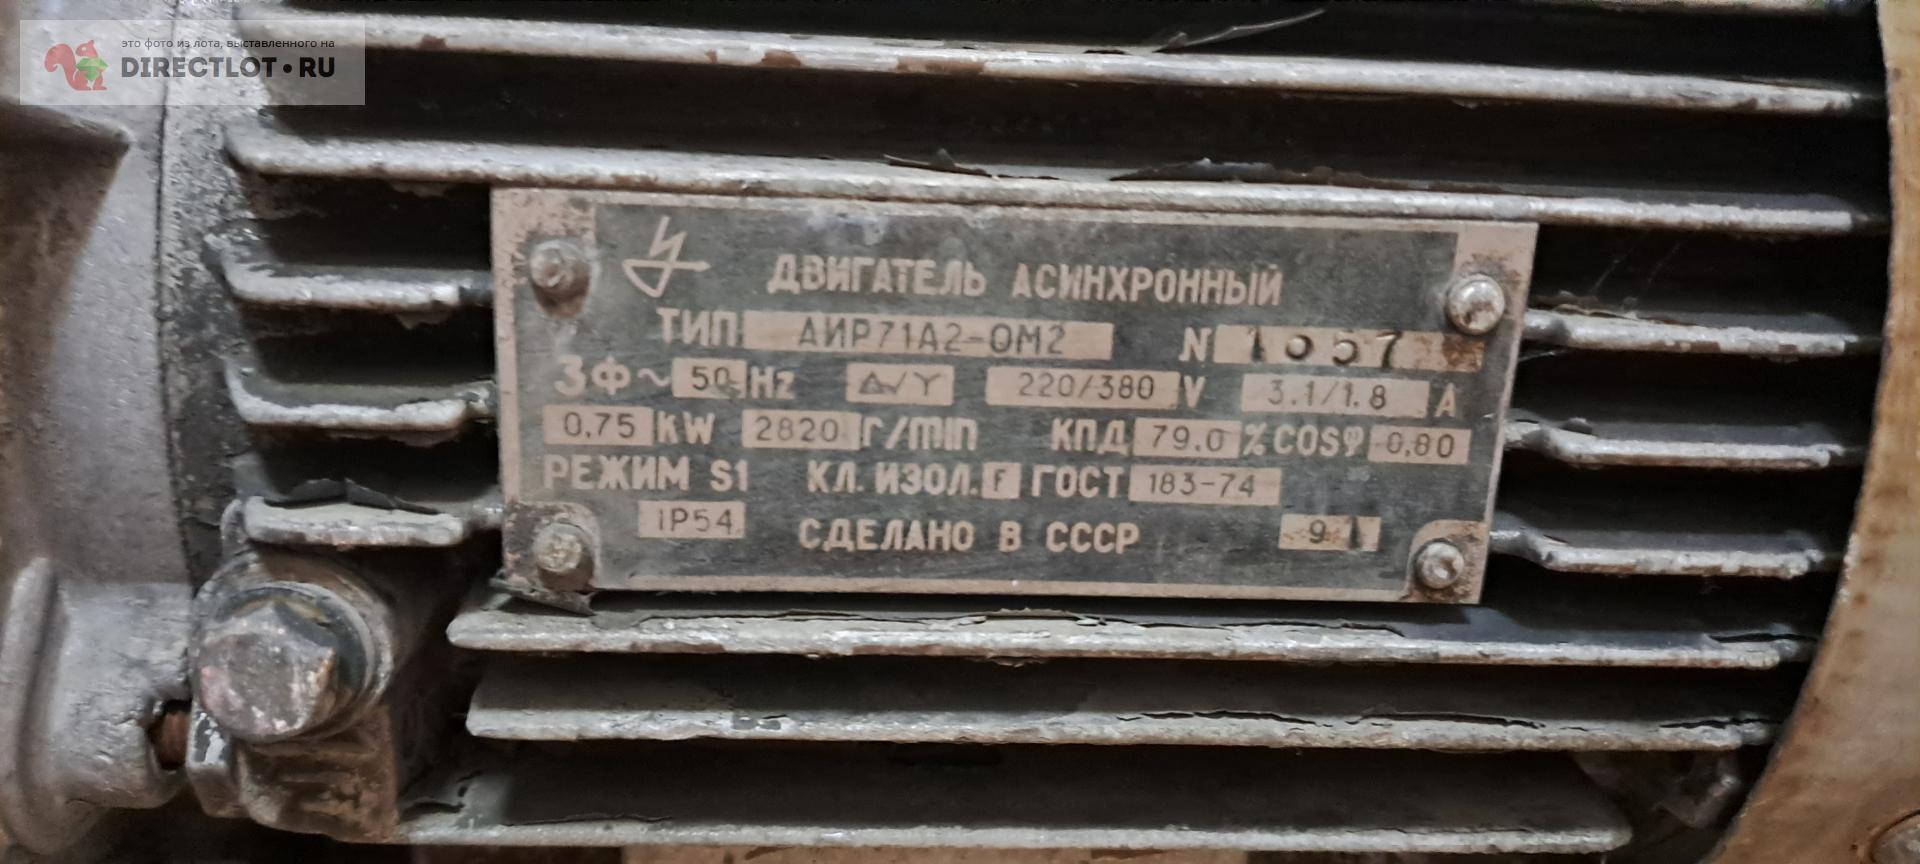 это фото из лота, выставленного на
DIRECTLOT•RU
ДВИГАТЕЛЬ АСИНХРОННЫЙ
ТИП АИР71А2-ОМ2 N
3Ф~ 50 Hz △/Y 220/380 V 3.1/1.8 A
0,75 KW 2820 г/min КПД 79.0 % COSφ 0,80
РЕЖИМ S1 КЛ. ИЗОЛ. F ГОСТ 183-74
IP54 СДЕЛАНО В СССР 91